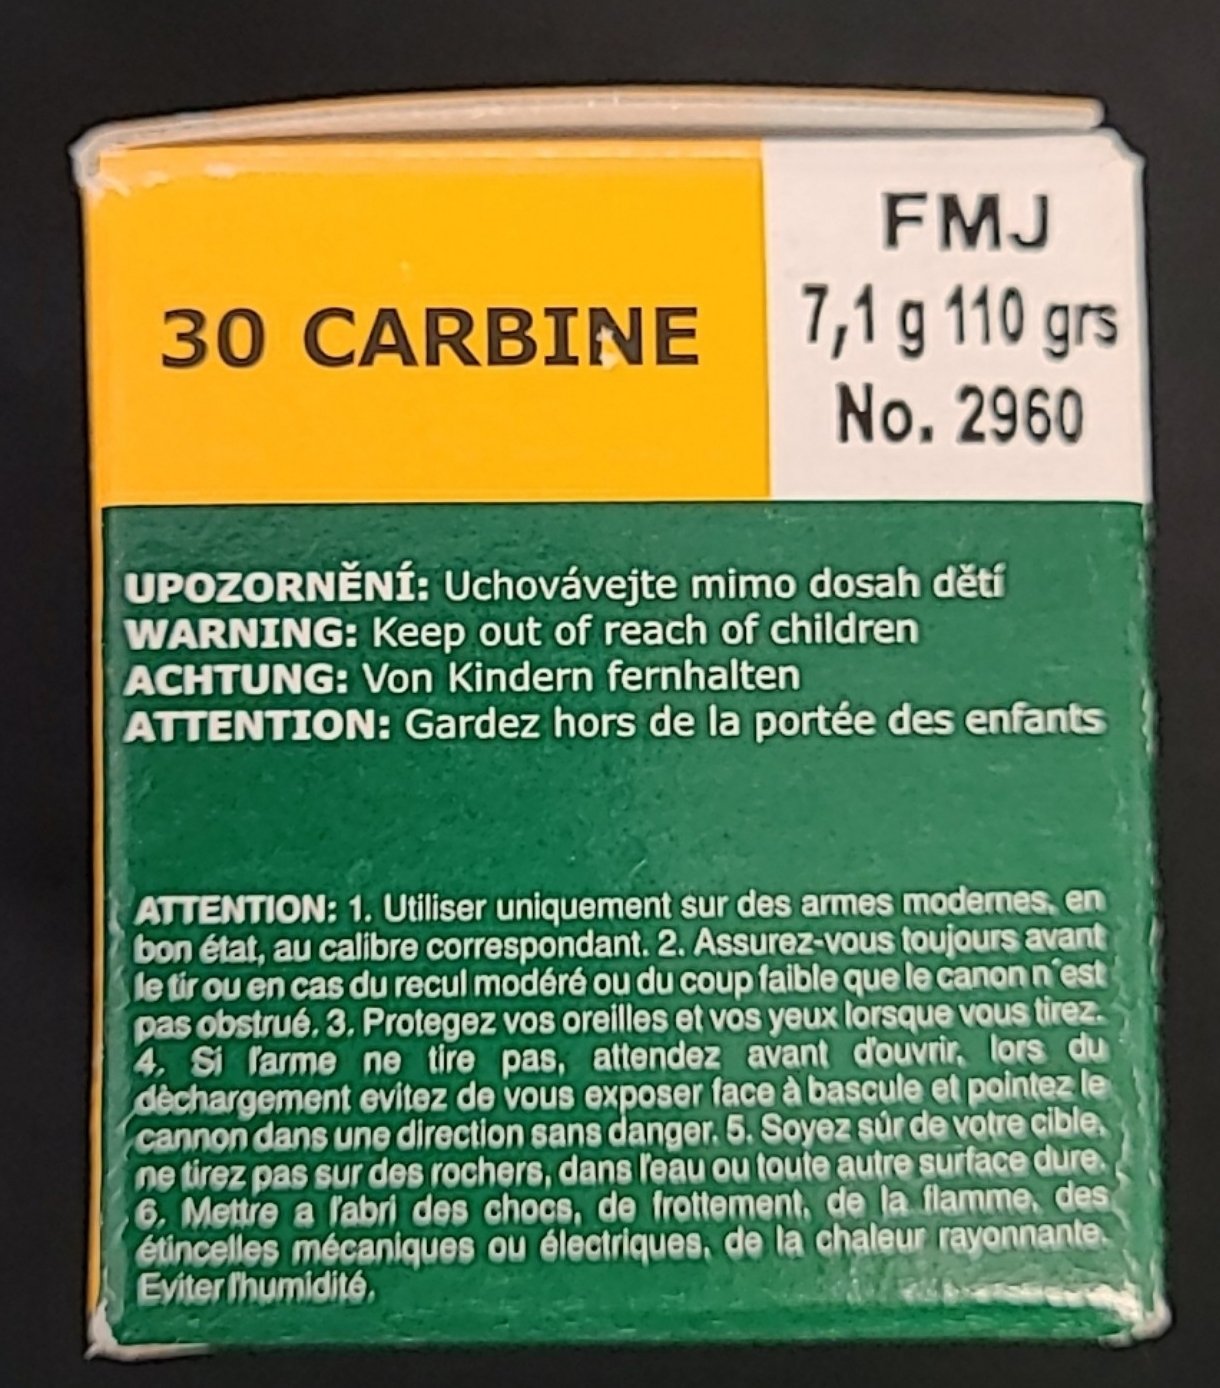 30 CARBINE
FMJ
7,1 g 110 grs
No. 2960
UPOZORNĚNÍ: Uchovávejte mimo dosah dětí
WARNING: Keep out of reach of children
ACHTUNG: Von Kindern fernhalten
ATTENTION: Gardez hors de la portée des enfants
ATTENTION: 1. Utiliser uniquement sur des armes modernes, en
bon état, au calibre correspondant. 2. Assurez-vous toujours avant
le tir ou en cas du recul modéré ou du coup faible que le canon n´est
pas obstrué. 3. Protegez vos oreilles et vos yeux lorsque vous tirez.
4. Si l'arme ne tire pas, attendez avant d'ouvrir, lors du
dèchargement evitez de vous exposer face à bascule et pointez le
cannon dans une direction sans danger. 5. Soyez súr de votre cible,
ne tirez pas sur des rochers, dans l'eau ou toute autre surface dure.
6. Mettre a l'abri des chocs, de frottement, de la flamme, des
étincelles mécaniques ou électriques, de la chaleur rayonnante.
Eviter l'humidité.